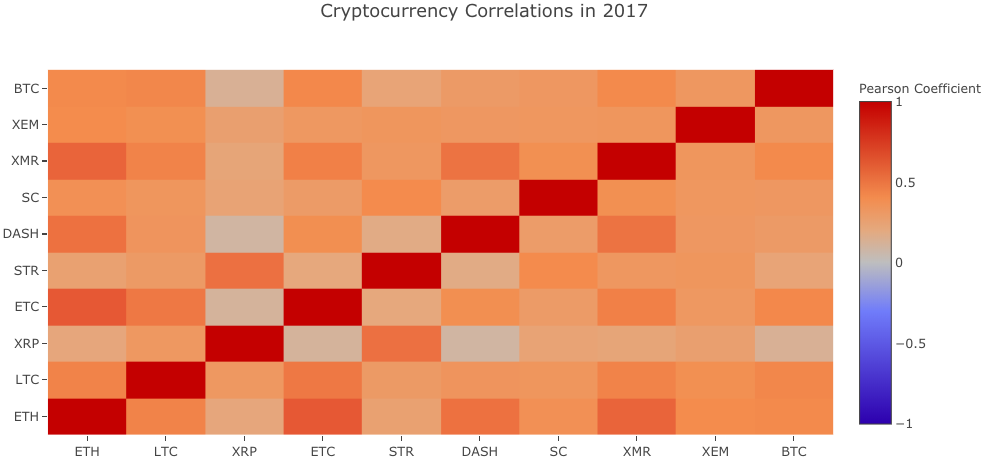 Cryptocurrency Correlations in 2017
Pearson Coefficient
BTC
XEM
XMR
SC
DASH
STR
ETC
XRP
LTC
ETH
ETH LTC XRP ETC STR DASH SC XMR XEM BTC
1
0.5
0
−0.5
−1